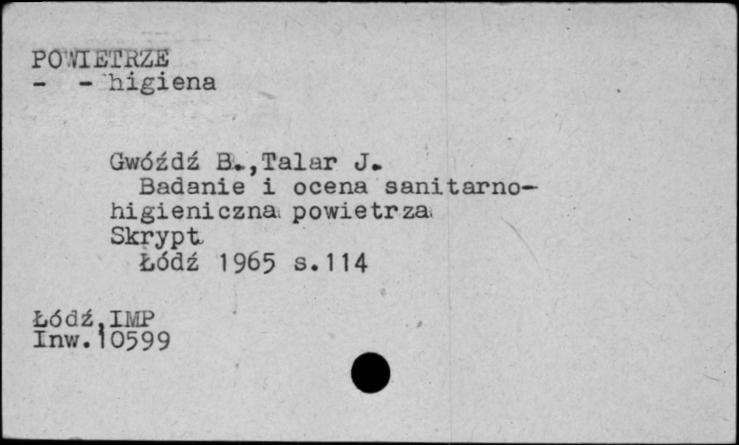 POWIETRZE
- - higiena
Gwóźdź B.,Talar J.
Badanie i ocena sanitarno-
higieniczna powietrza
Skrypt
Łódź 1965 s.114
Łódź,IMP
Inw.10599